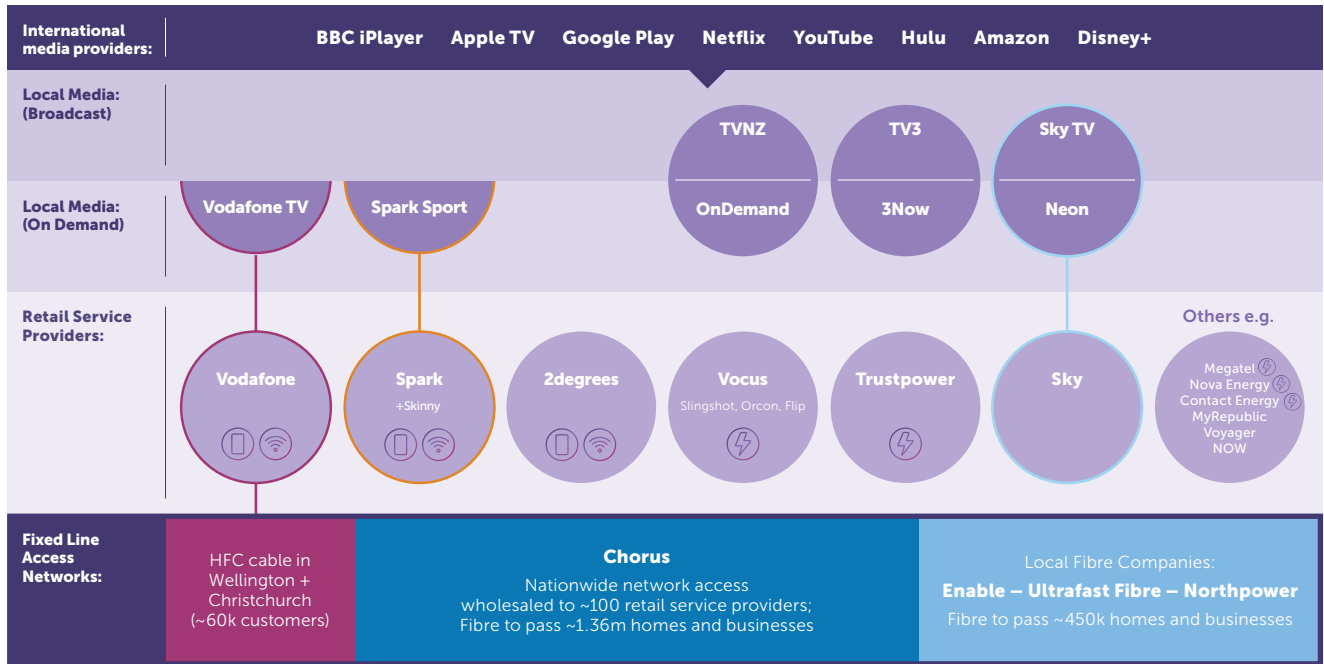 International
media providers:
BBC iPlayer Apple TV Google Play Netflix YouTube Hulu Amazon Disney+
Local Media:
(Broadcast)
TVNZ
TV3
Sky TV
Local Media:
(On Demand)
Vodafone TV
Spark Sport
OnDemand
3Now
Neon
Retail Service
Providers:
Others e.g.
Vodafone
Spark
+Skinny
2degrees
Vocus
Slingshot, Orcon, Flip
Trustpower
Sky
Megatel
Nova Energy
Contact Energy
MyRepublic
Voyager
NOW
Fixed Line
Access
Networks:
HFC cable in
Wellington +
Christchurch
(~60k customers)
Chorus
Nationwide network access
wholesaled to ~100 retail service providers;
Fibre to pass ~1.36m homes and businesses
Local Fibre Companies:
Enable – Ultrafast Fibre – Northpower
Fibre to pass ~450k homes and businesses